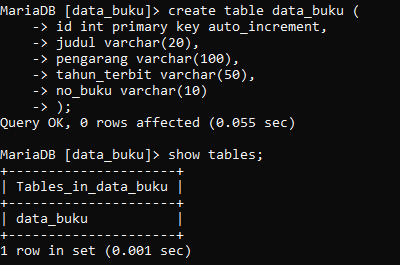 MariaDB [data_buku]> create table data_buku (
    -> id int primary key auto_increment,
    -> judul varchar(20),
    -> pengarang varchar(100),
    -> tahun_terbit varchar(50),
    -> no_buku varchar(10)
    -> );
Query OK, 0 rows affected (0.055 sec)

MariaDB [data_buku]> show tables;
+---------------------+
| Tables_in_data_buku |
+---------------------+
| data_buku           |
+---------------------+
1 row in set (0.001 sec)